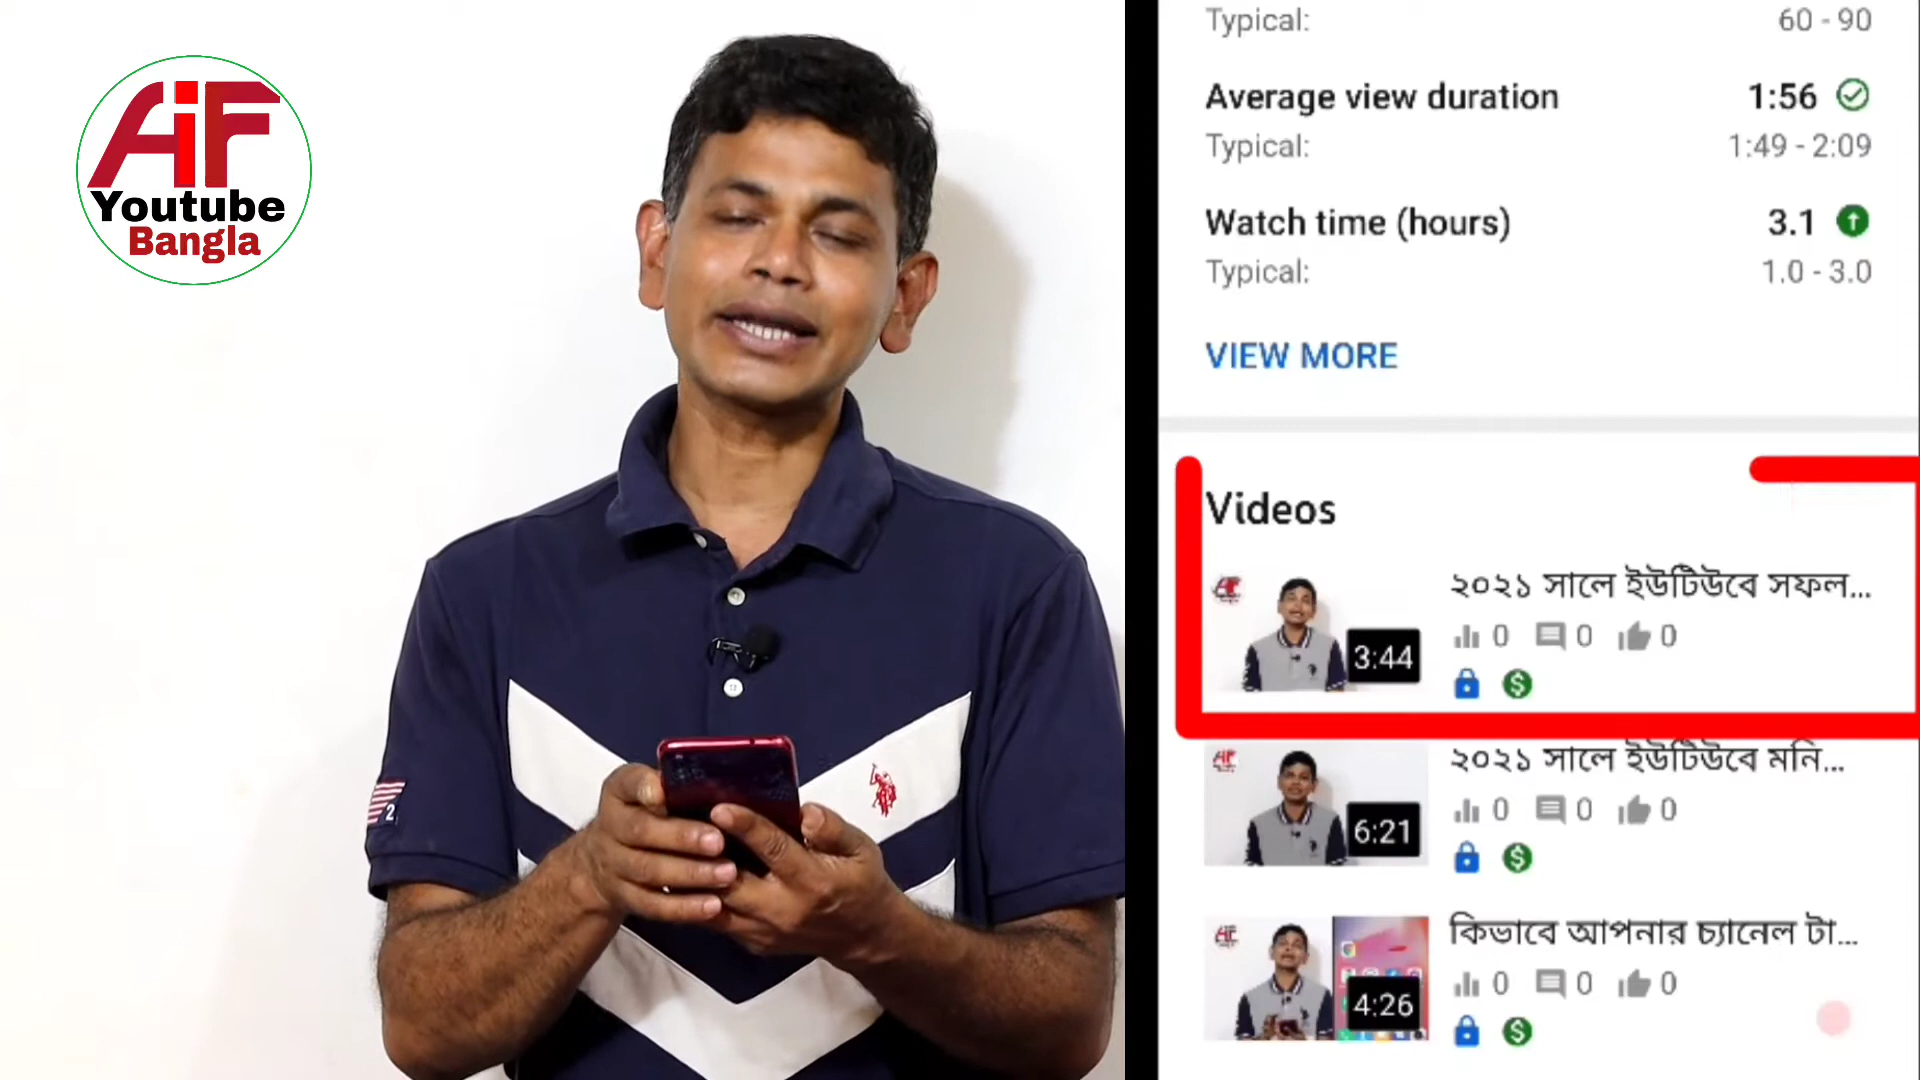 AiF
Youtube
Bangla
2
Typical:
60 - 90
Average view duration
1:56
Typical:
1:49 - 2:09
Watch time (hours)
3.1
Typical:
1.0 - 3.0
VIEW MORE
Videos
3:44
২০২১ সালে ইউটিউবে সফল...
0 0 0
6:21
২০২১ সালে ইউটিউবে মনি...
0 0 0
4:26
কিভাবে আপনার চ্যানেল টা...
0 0 0